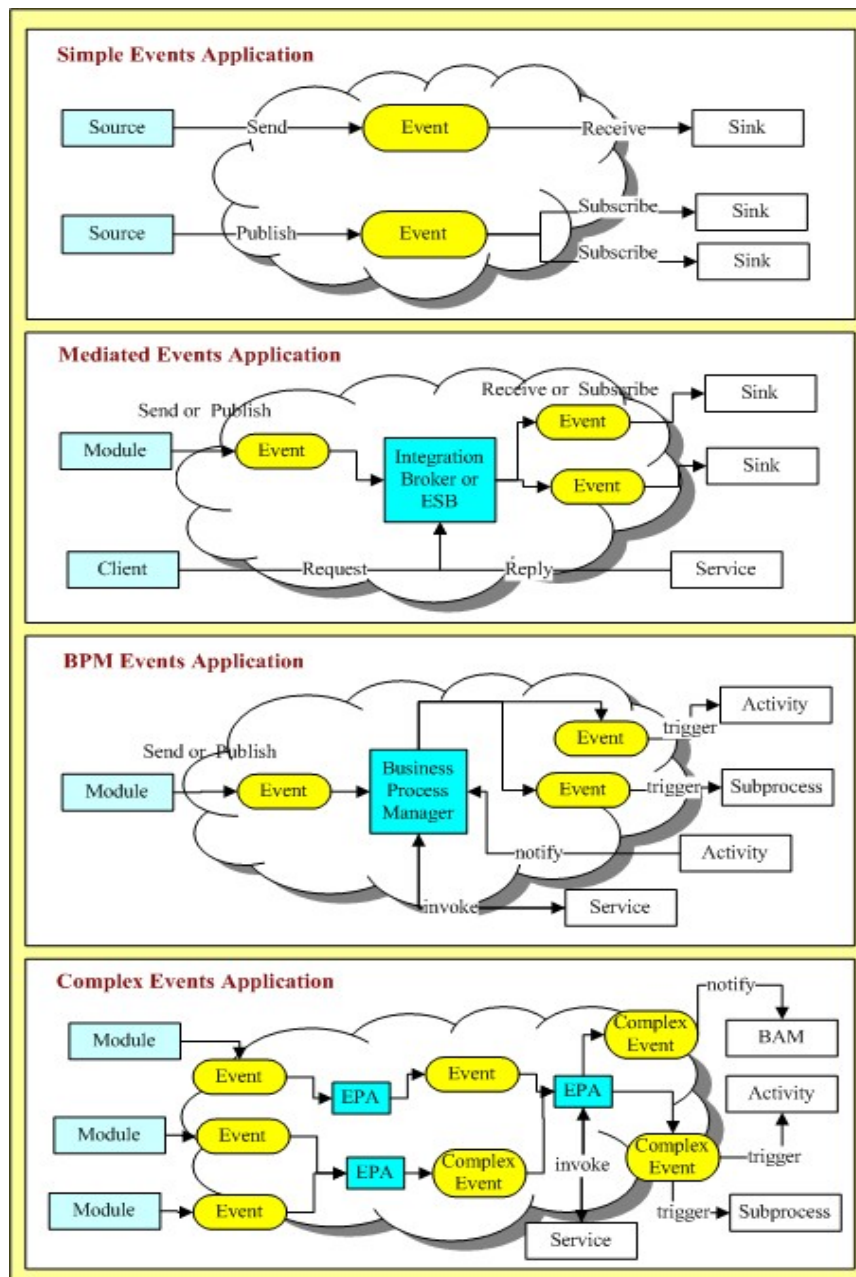 Simple Events Application
Source
Send
Event
Receive
Sink
Source
Publish
Event
Subscribe
Sink
Subscribe
Sink
Mediated Events Application
Send or Publish
Receive or Subscribe
Module
Event
Integration
Broker or
ESB
Event
Sink
Event
Sink
Client
Request
Reply
Service
BPM Events Application
Send or Publish
Module
Event
Business
Process
Manager
Event
trigger
Activity
Event
trigger
Subprocess
notify
Activity
invoke
Service
Complex Events Application
Module
Event
EPA
Event
EPA
Complex
Event
notify
BAM
Module
Event
EPA
Complex
Event
Module
Event
invoke
Service
Complex
Event
trigger
Activity
trigger
Subprocess